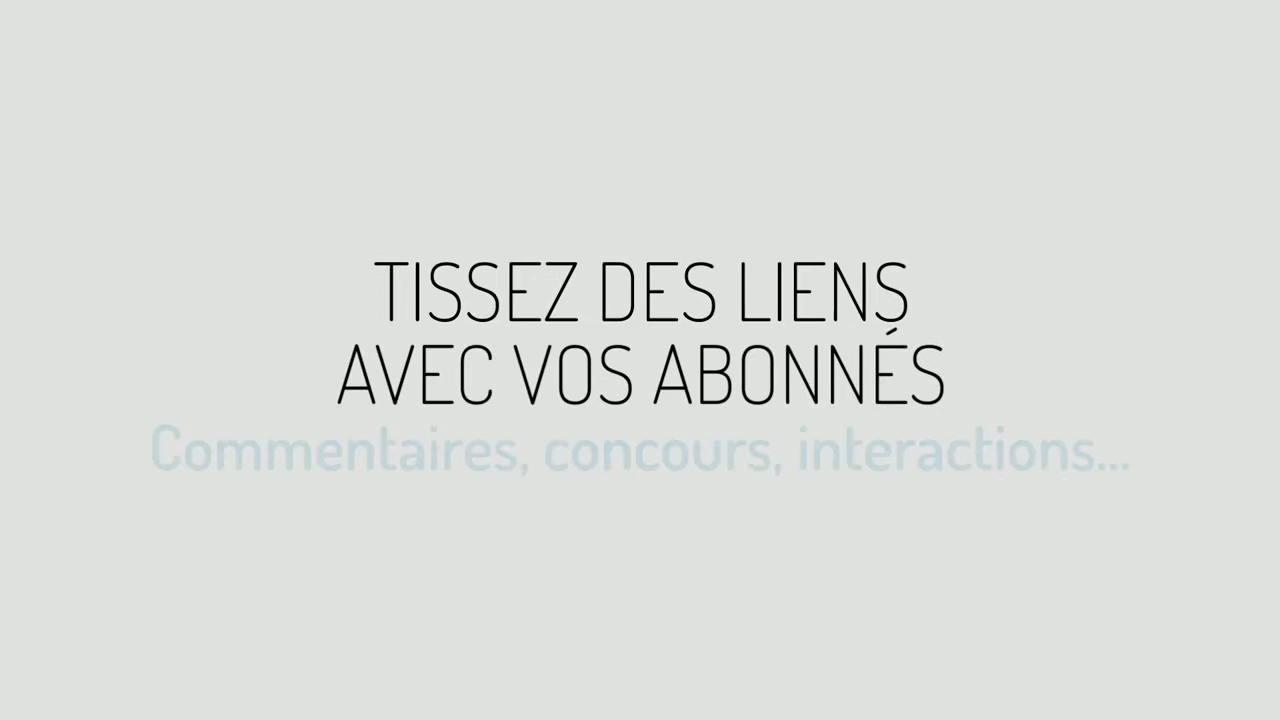 TISSEZ DES LIENS
AVEC VOS ABONNÉS
Commentaires, concours, interactions...